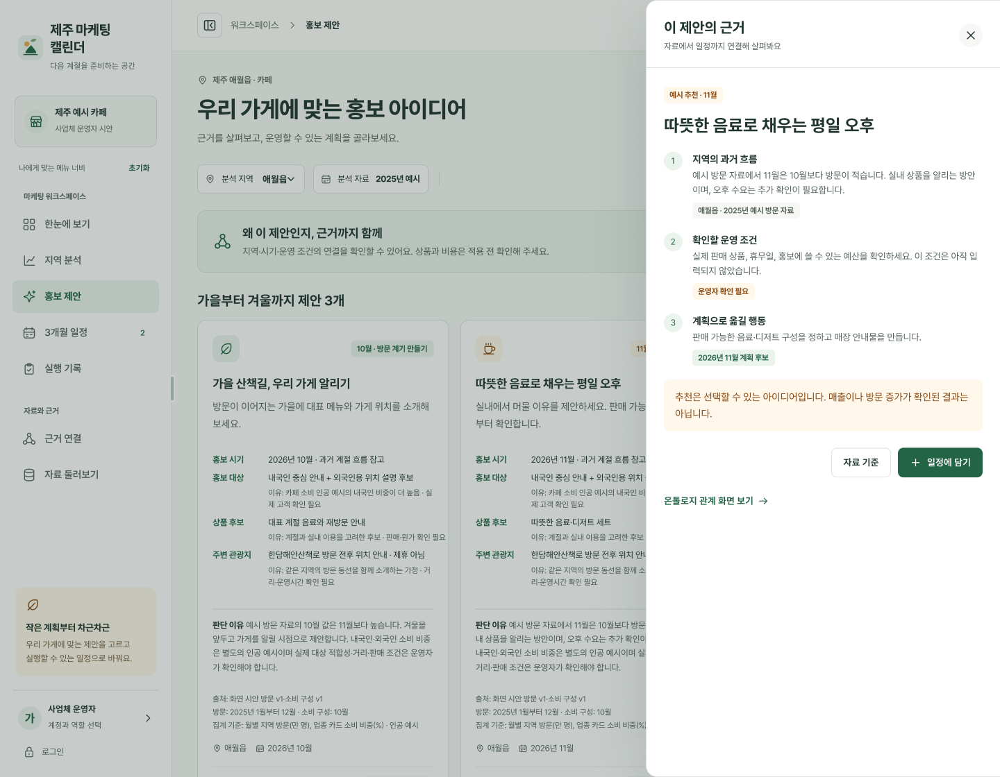 제주 마케팅
캘린더
다음 계절을 준비하는 공간
제주 예시 카페
사업체 운영자 시안
나에게 맞는 메뉴 너비
초기화
마케팅 워크스페이스
한눈에 보기
지역 분석
홍보 제안
3개월 일정
2
실행 기록
자료와 근거
근거 연결
자료 둘러보기
작은 계획부터 차근차근
우리 가게에 맞는 제안을 고르고
실행할 수 있는 일정으로 바꿔요.
가
사업체 운영자
계정과 역할 선택
로그인
워크스페이스
홍보 제안
제주 애월읍 · 카페
우리 가게에 맞는 홍보 아이디어
근거를 살펴보고, 운영할 수 있는 계획을 골라보세요.
분석 지역 애월읍
분석 자료 2025년 예시
왜 이 제안인지, 근거까지 함께
지역·시기·운영 조건의 연결을 확인할 수 있어요. 상품과 비용은 적용 전 확인해 주세요.
가을부터 겨울까지 제안 3개
10월 · 방문 계기 만들기
가을 산책길, 우리 가게 알리기
방문이 이어지는 가을에 대표 메뉴와 가게 위치를 소개해
보세요.
홍보 시기
2026년 10월 · 과거 계절 흐름 참고
홍보 대상
내국인 중심 안내 + 외국인용 위치 설명 후보
이유: 카페 소비 인공 예시의 내국인 비중이 더 높음 · 실
제 고객 확인 필요
상품 후보
대표 계절 음료와 재방문 안내
이유: 계절과 실내 이용을 고려한 후보 · 판매·원가 확인 필요
주변 관광지
한담해안산책로 방문 전후 위치 안내 · 제휴 아님
이유: 같은 지역의 방문 동선을 함께 소개하는 가정 · 거
리·운영시간 확인 필요
판단 이유 예시 방문 자료의 10월 값은 11월보다 높습니다. 겨울을
앞두고 가게를 알릴 시점으로 제안합니다. 내국인·외국인 소비 비중
은 별도의 인공 예시이며 실제 대상 적합성·거리·판매 조건은 운영자
가 확인해야 합니다.
출처: 화면 시안 방문 v1·소비 구성 v1
방문: 2025년 1월부터 12월 · 소비 구성: 10월
집계 기준: 월별 지역 방문(만 명), 업종 카드 소비 비중(%) · 인공 예시
애월읍
2026년 10월
11월
따뜻한 음료로 채우는 평일 오후
실내에서 머물 이유를 제안하세요. 판매 가능
부터 확인합니다.
홍보 시기
2026년 11월 · 과거 계절 흐름 참고
홍보 대상
내국인 중심 안내 + 외국인용 위치
이유: 카페 소비 인공 예시의 내국인 비
제 고객 확인 필요
상품 후보
따뜻한 음료·디저트 세트
이유: 계절과 실내 이용을 고려한 후보
주변 관광지
한담해안산책로 방문 전후 위치 안내
이유: 같은 지역의 방문 동선을 함께 소
리·운영시간 확인 필요
판단 이유 예시 방문 자료에서 11월은 10월보다 방문
내 상품을 알리는 방안이며, 오후 수요는 추가 확인이
내국인·외국인 소비 비중은 별도의 인공 예시이며 실
거리·판매 조건은 운영자가 확인해야 합니다.
출처: 화면 시안 방문 v1·소비 구성 v1
방문: 2025년 1월부터 12월 · 소비 구성: 10월
집계 기준: 월별 지역 방문(만 명), 업종 카드 소비 비중(%)
애월읍
2026년 11월
이 제안의 근거
자료에서 일정까지 연결해 살펴봐요
예시 추천 · 11월
따뜻한 음료로 채우는 평일 오후
1
지역의 과거 흐름
예시 방문 자료에서 11월은 10월보다 방문이 적습니다. 실내 상품을 알리는 방안
이며, 오후 수요는 추가 확인이 필요합니다.
애월읍 · 2025년 예시 방문 자료
2
확인할 운영 조건
실제 판매 상품, 휴무일, 홍보에 쓸 수 있는 예산을 확인하세요. 이 조건은 아직 입
력되지 않았습니다.
운영자 확인 필요
3
계획으로 옮길 행동
판매 가능한 음료·디저트 구성을 정하고 매장 안내물을 만듭니다.
2026년 11월 계획 후보
추천은 선택할 수 있는 아이디어입니다. 매출이나 방문 증가가 확인된 결과는
아닙니다.
자료 기준
일정에 담기
온톨로지 관계 화면 보기